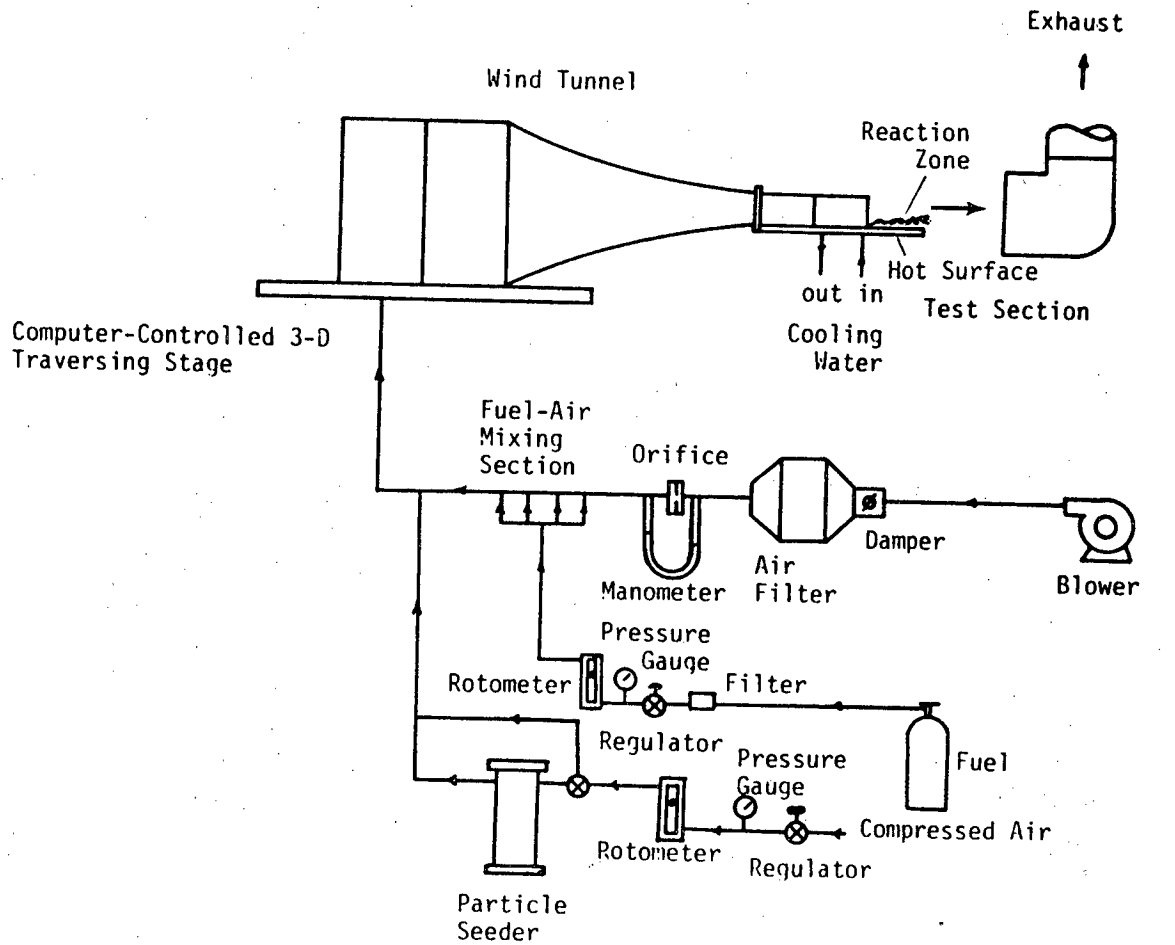 Exhaust
Wind Tunnel
Reaction
Zone
Hot Surface
out in
Test Section
Cooling
Water
Computer-Controlled 3-D
Traversing Stage
Fuel-Air
Mixing
Section
Orifice
Damper
Air
Filter
Manometer
Blower
Pressure
Gauge
Rotometer
Filter
Regulator
Fuel
Pressure
Gauge
Compressed Air
Rotometer
Regulator
Particle
Seeder